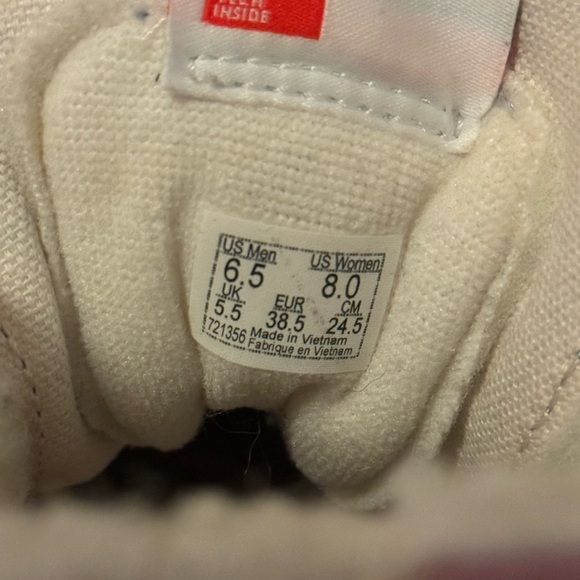 INSIDE
US Men US Women
6.5 8.0
UK EUR CM
5.5 38.5 24.5
721356 Made in Vietnam
Fabriqué en Vietnam